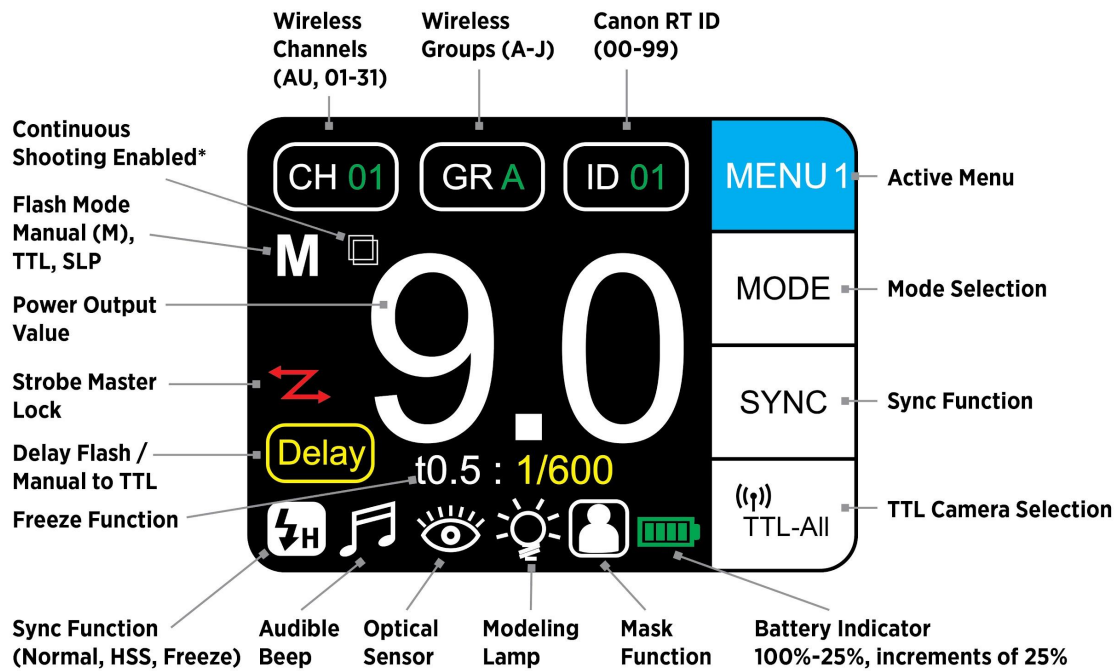 Wireless
Channels
(AU, 01-31)
Wireless
Groups (A-J)
Canon RT ID
(00-99)
Continuous
Shooting Enabled*
Flash Mode
Manual (M),
TTL, SLP
Power Output
Value
Strobe Master
Lock
Delay Flash /
Manual to TTL
Freeze Function
CH 01
GR A
ID 01
M
9.0
Z
Delay
t0.5 : 1/600
H
MENU 1
MODE
SYNC
TTL-All
Active Menu
Mode Selection
Sync Function
TTL Camera Selection
Sync Function
(Normal, HSS, Freeze)
Audible
Beep
Optical
Sensor
Modeling
Lamp
Mask
Function
Battery Indicator
100%-25%, increments of 25%